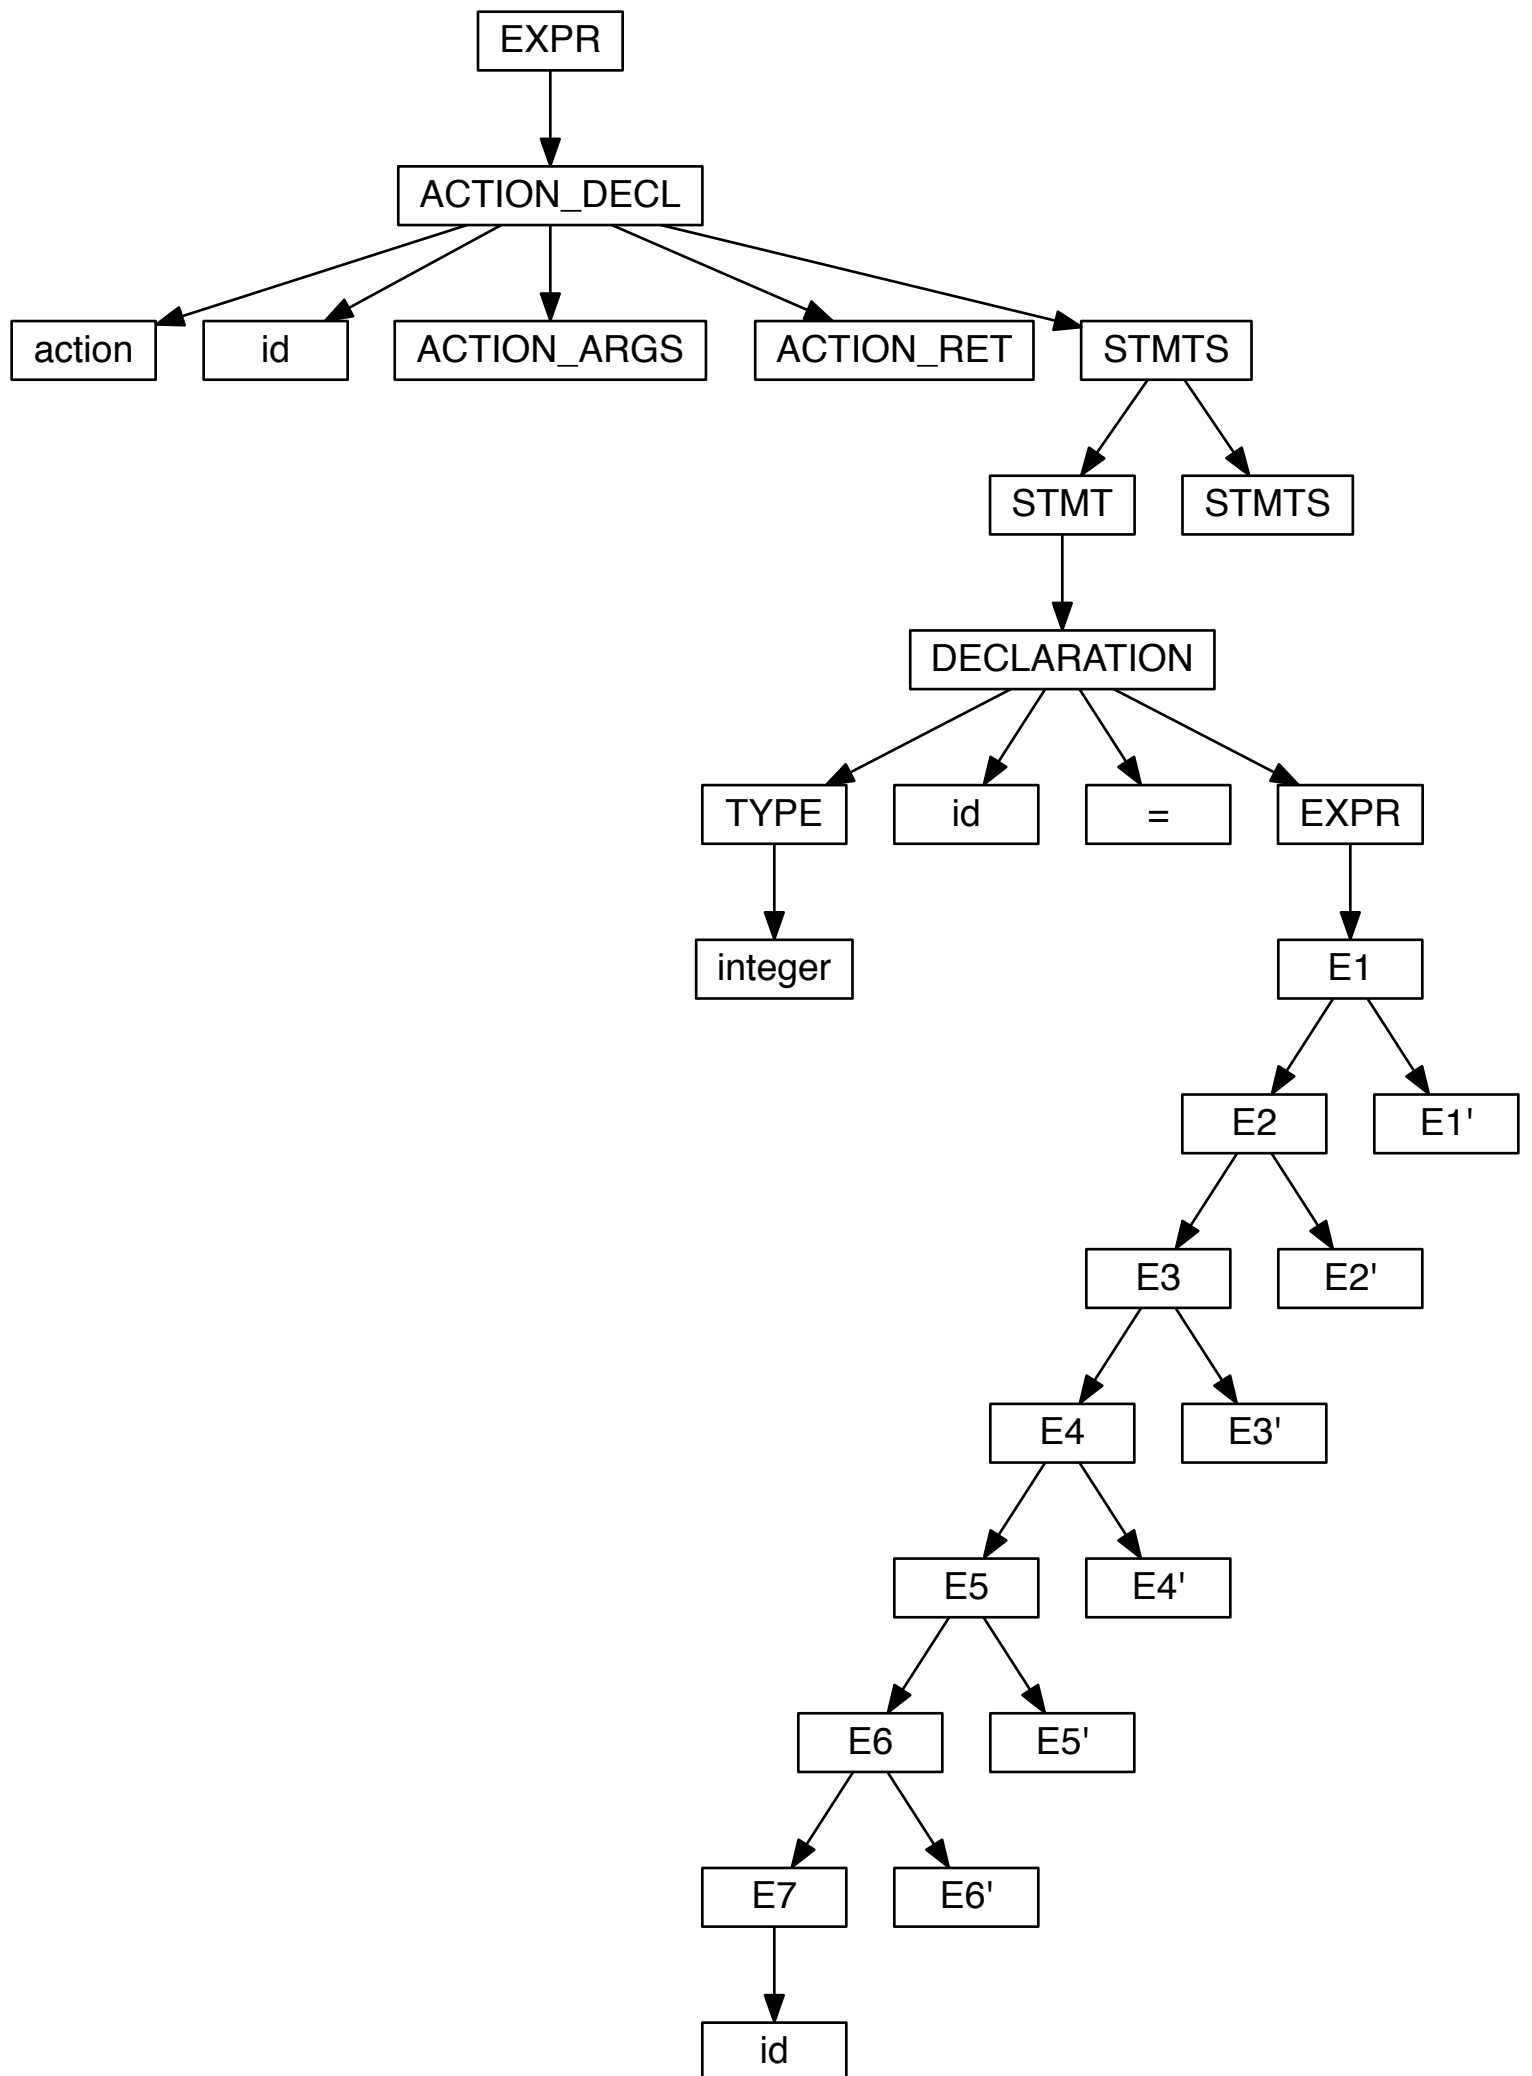 EXPR
ACTION_DECL
action
id
ACTION_ARGS
ACTION_RET
STMTS
STMT
STMTS
DECLARATION
TYPE
id
=
EXPR
integer
E1
E2
E1'
E3
E2'
E4
E3'
E5
E4'
E6
E5'
E7
E6'
id